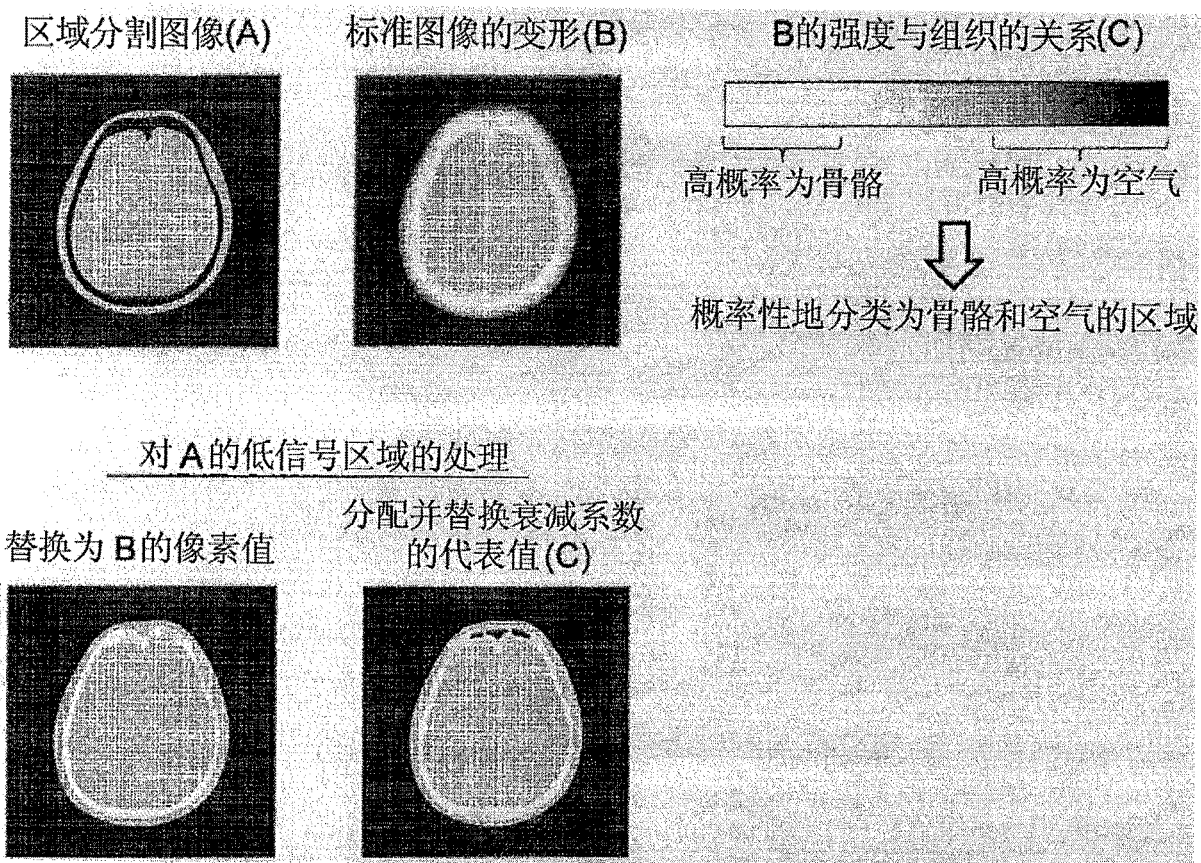 区域分割图像(A)
标准图像的变形(B)
B的强度与组织的关系(C)
高概率为骨骼
高概率为空气
概率性地分类为骨骼和空气的区域
对A的低信号区域的处理
替换为B的像素值
分配并替换衰减系数
的代表值(C)